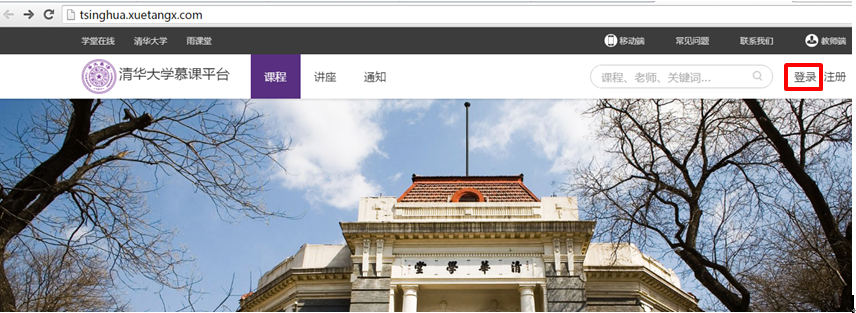 tsinghua.xuetangx.com
学堂在线 清华大学 雨课堂 移动端 常见问题 联系我们 教师端
清华大学慕课平台 课程 讲座 通知 课程、老师、关键词... 登录 注册
堂學華清